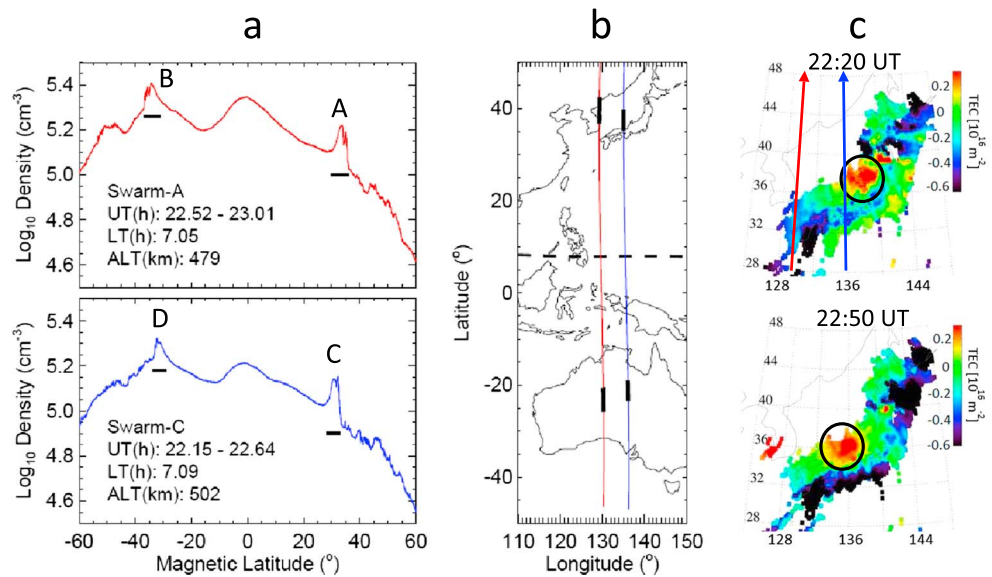 a
b
c
5.4
5.2
5.0
4.8
4.6
Log10 Density (cm-3)
B
A
Swarm-A
UT(h): 22.52 - 23.01
LT(h): 7.05
ALT(km): 479
5.4
5.2
5.0
4.8
4.6
Log10 Density (cm-3)
D
C
Swarm-C
UT(h): 22.15 - 22.64
LT(h): 7.09
ALT(km): 502
-60 -40 -20 0 20 40 60
Magnetic Latitude (o)
40
20
0
-20
-40
Latitude(o)
110 120 130 140 150
Longitude (o)
22:20 UT
48
44
40
36
32
28
128 136 144
0.2
0.0
-0.2
-0.4
-0.6
TEC [10^16 m-2]
22:50 UT
48
44
40
36
32
28
128 136 144
0.2
0.0
-0.2
-0.4
-0.6
TEC [10^16 m-2]